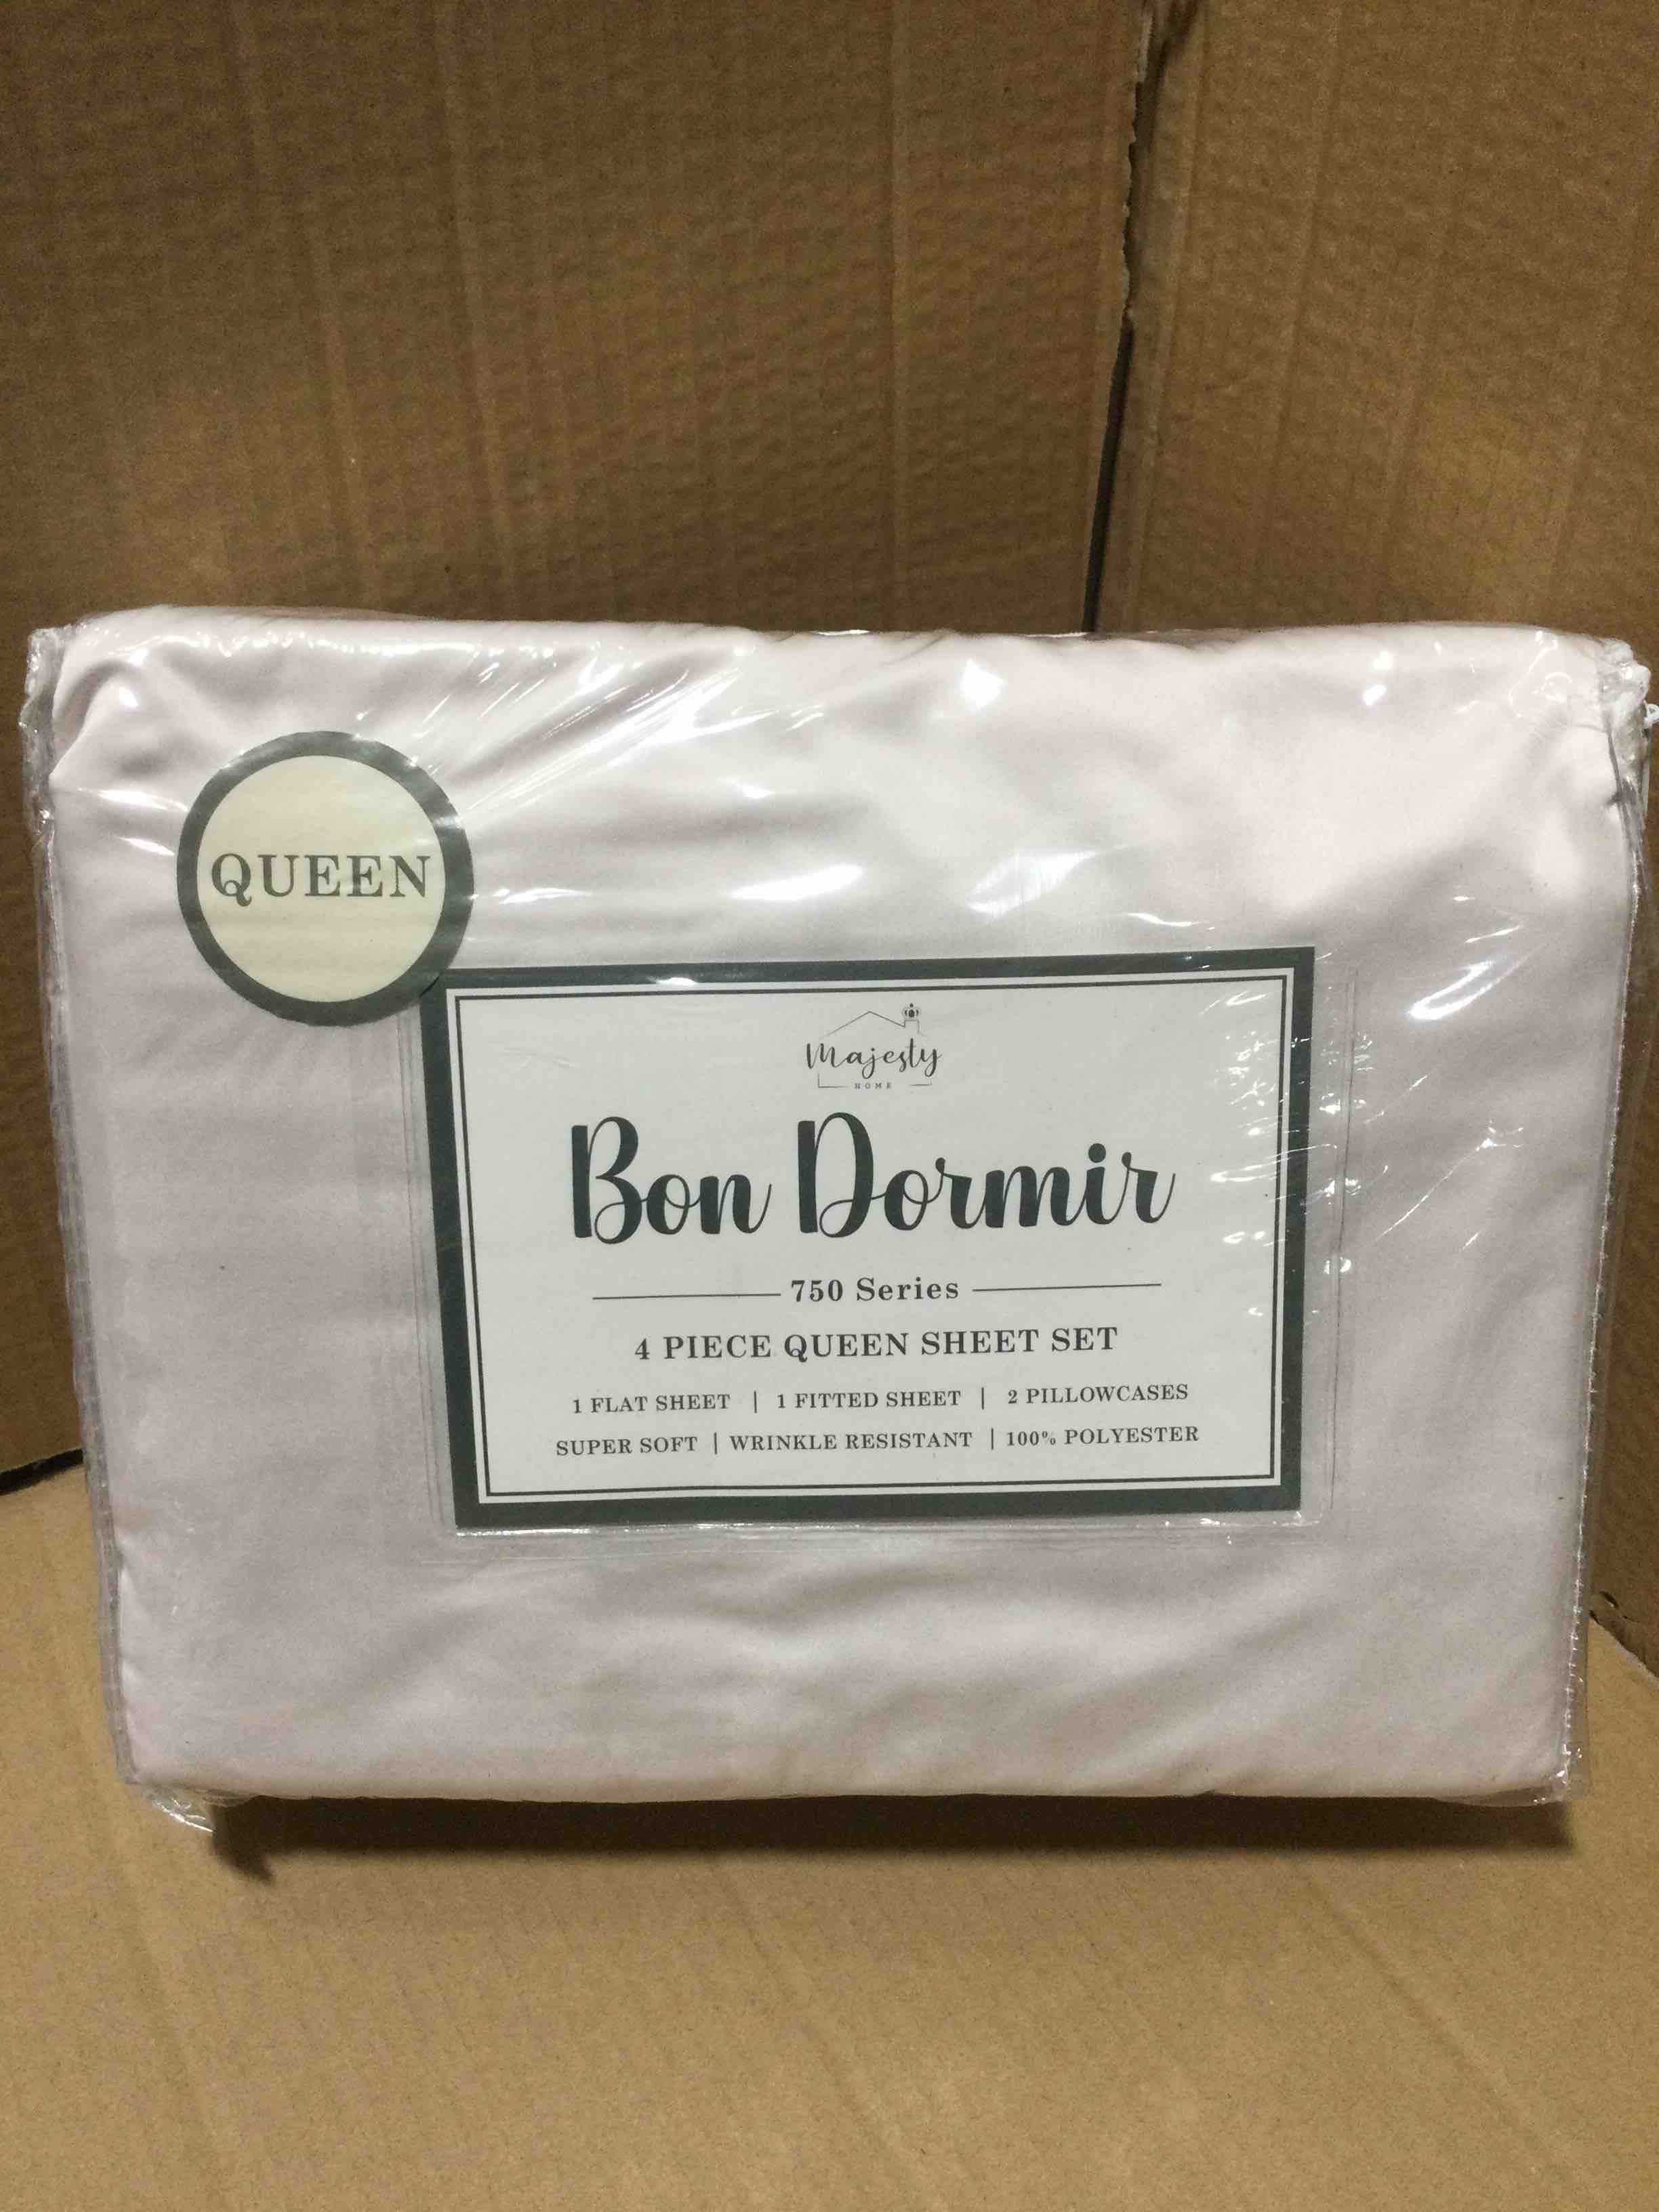 QUEEN
Majesty
HOME
Bon Dormir
750 Series
4 PIECE QUEEN SHEET SET
1 FLAT SHEET | 1 FITTED SHEET | 2 PILLOWCASES
SUPER SOFT | WRINKLE RESISTANT | 100% POLYESTER